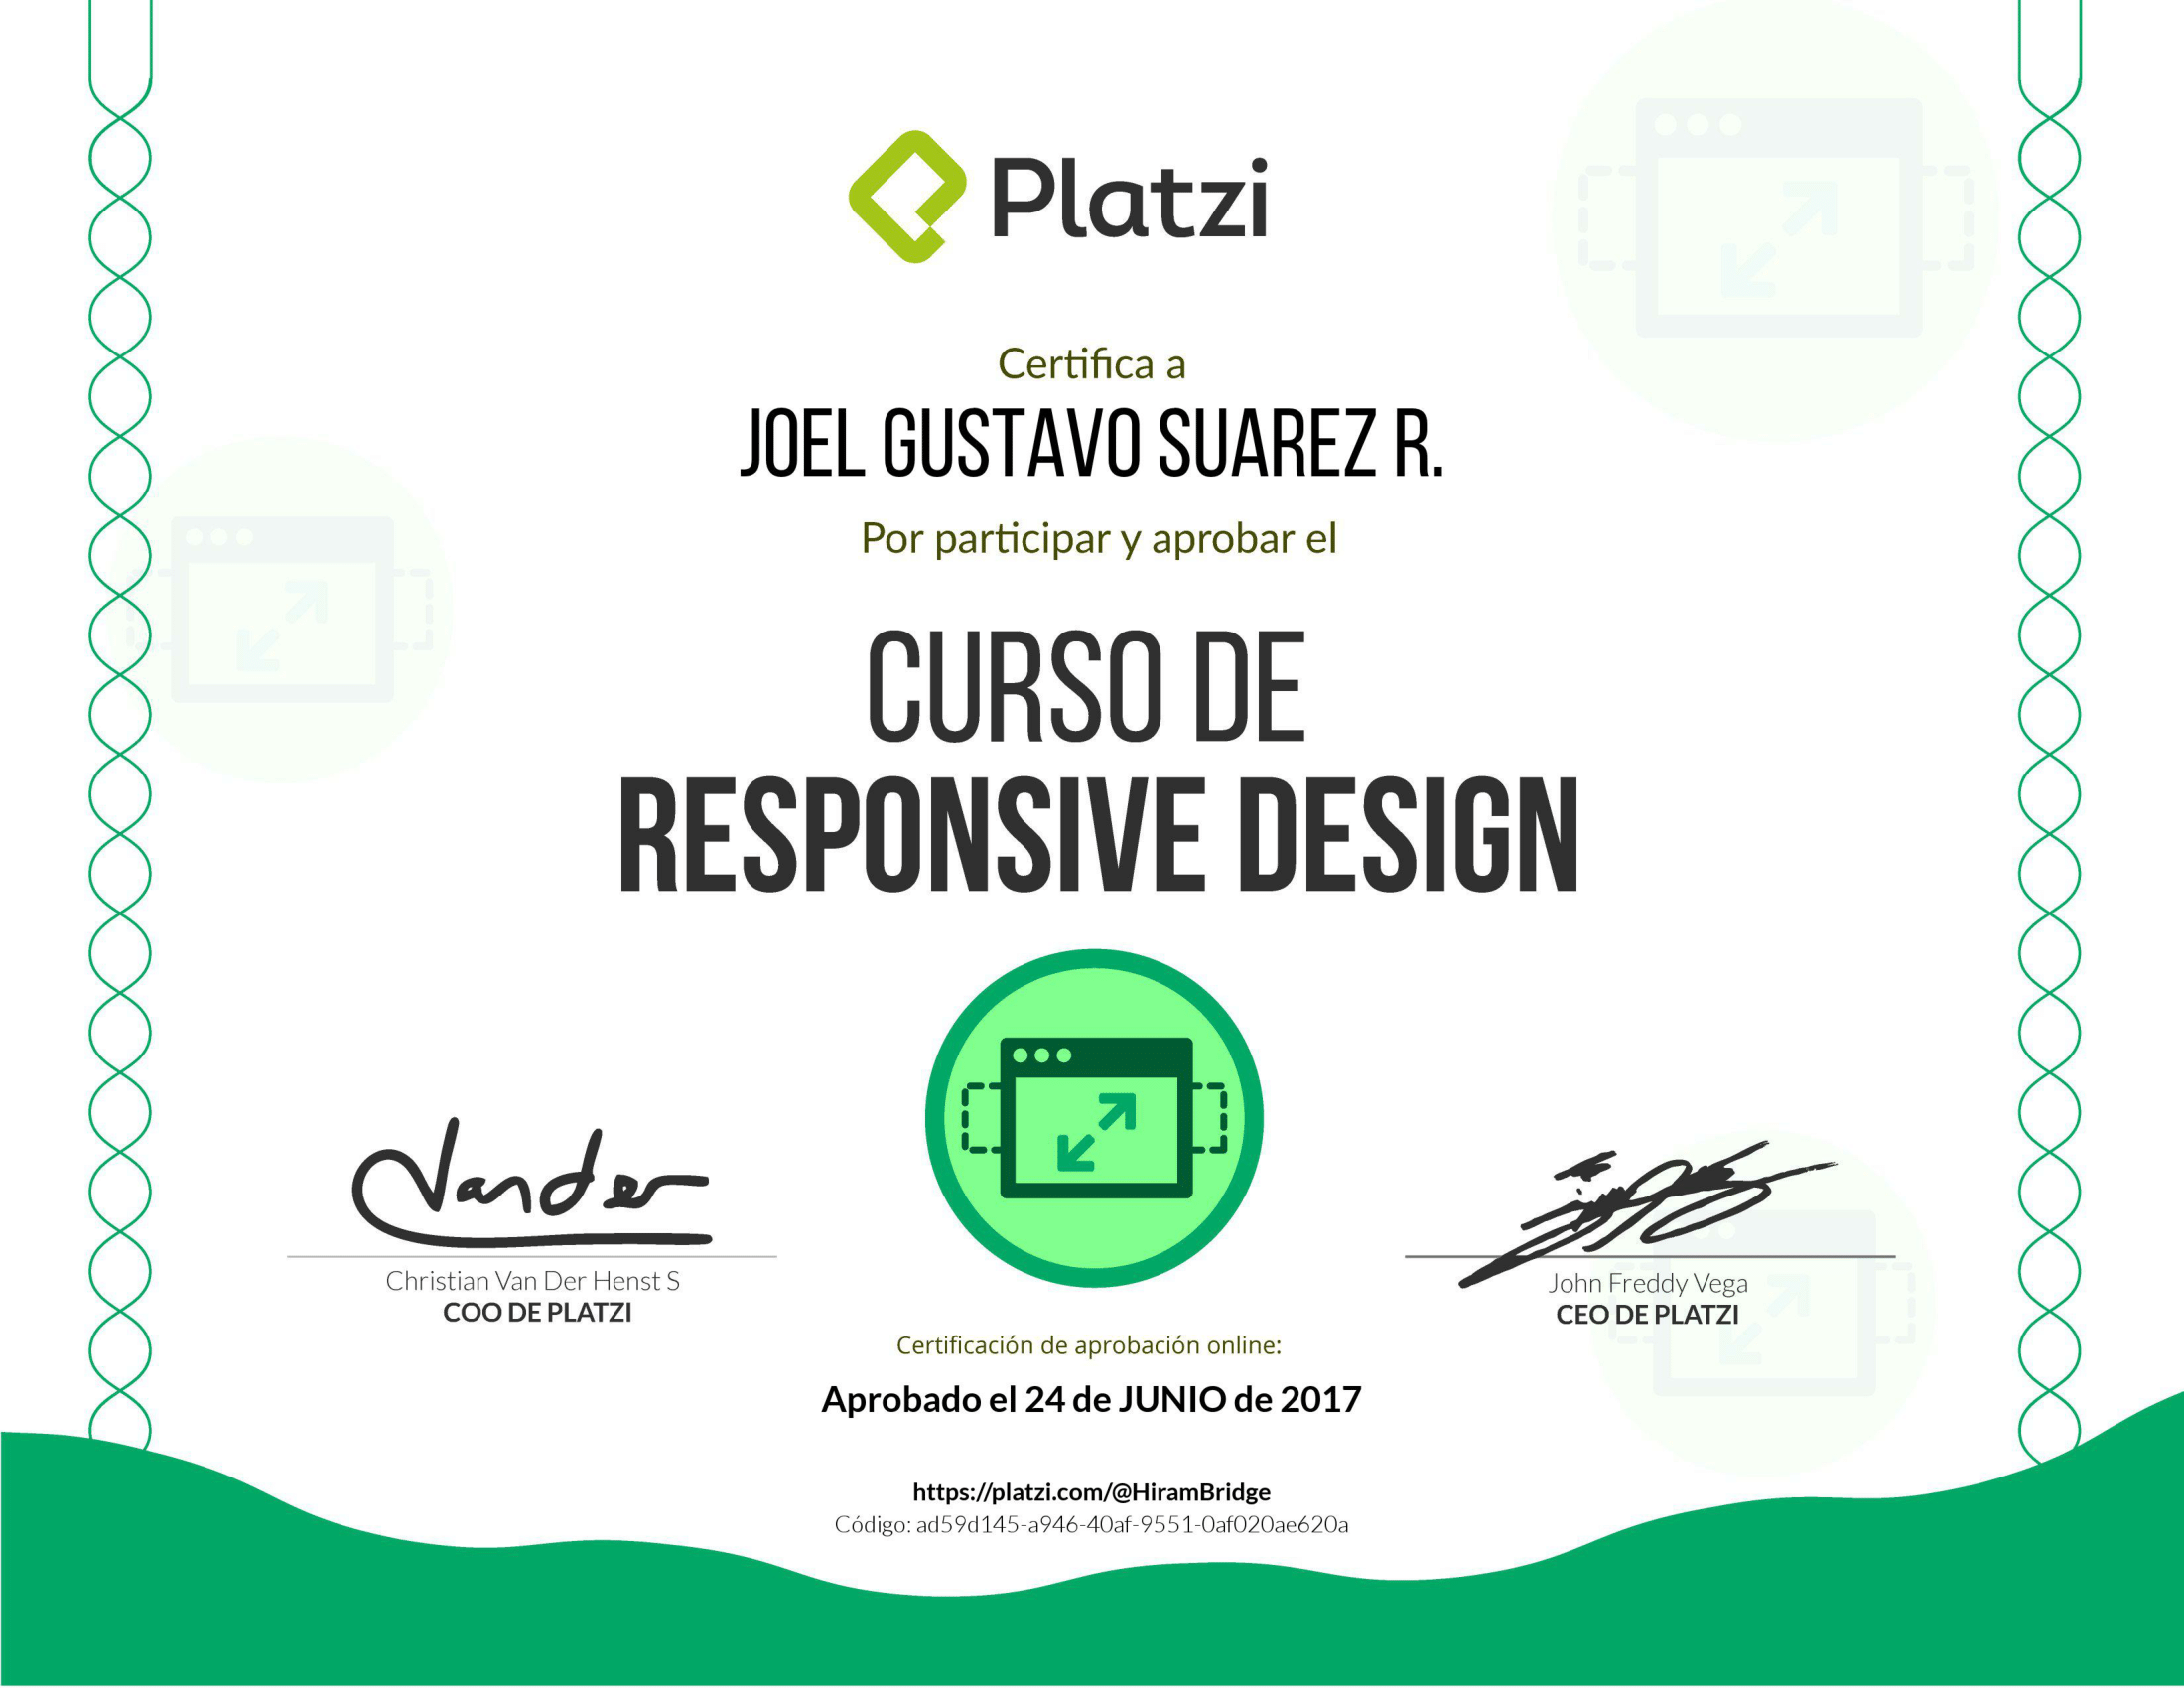 Platzi
Certifica a
JOEL GUSTAVO SUAREZ R.
Por participar y aprobar el
CURSO DE
RESPONSIVE DESIGN
Vander
Christian Van Der Henst S
COO DE PLATZI
John Freddy Vega
CEO DE PLATZI
Certificación de aprobación online:
Aprobado el 24 de JUNIO de 2017
https://platzi.com/@HiramBridge
Código: ad59d145-a946-40af-9551-0af020ae620a